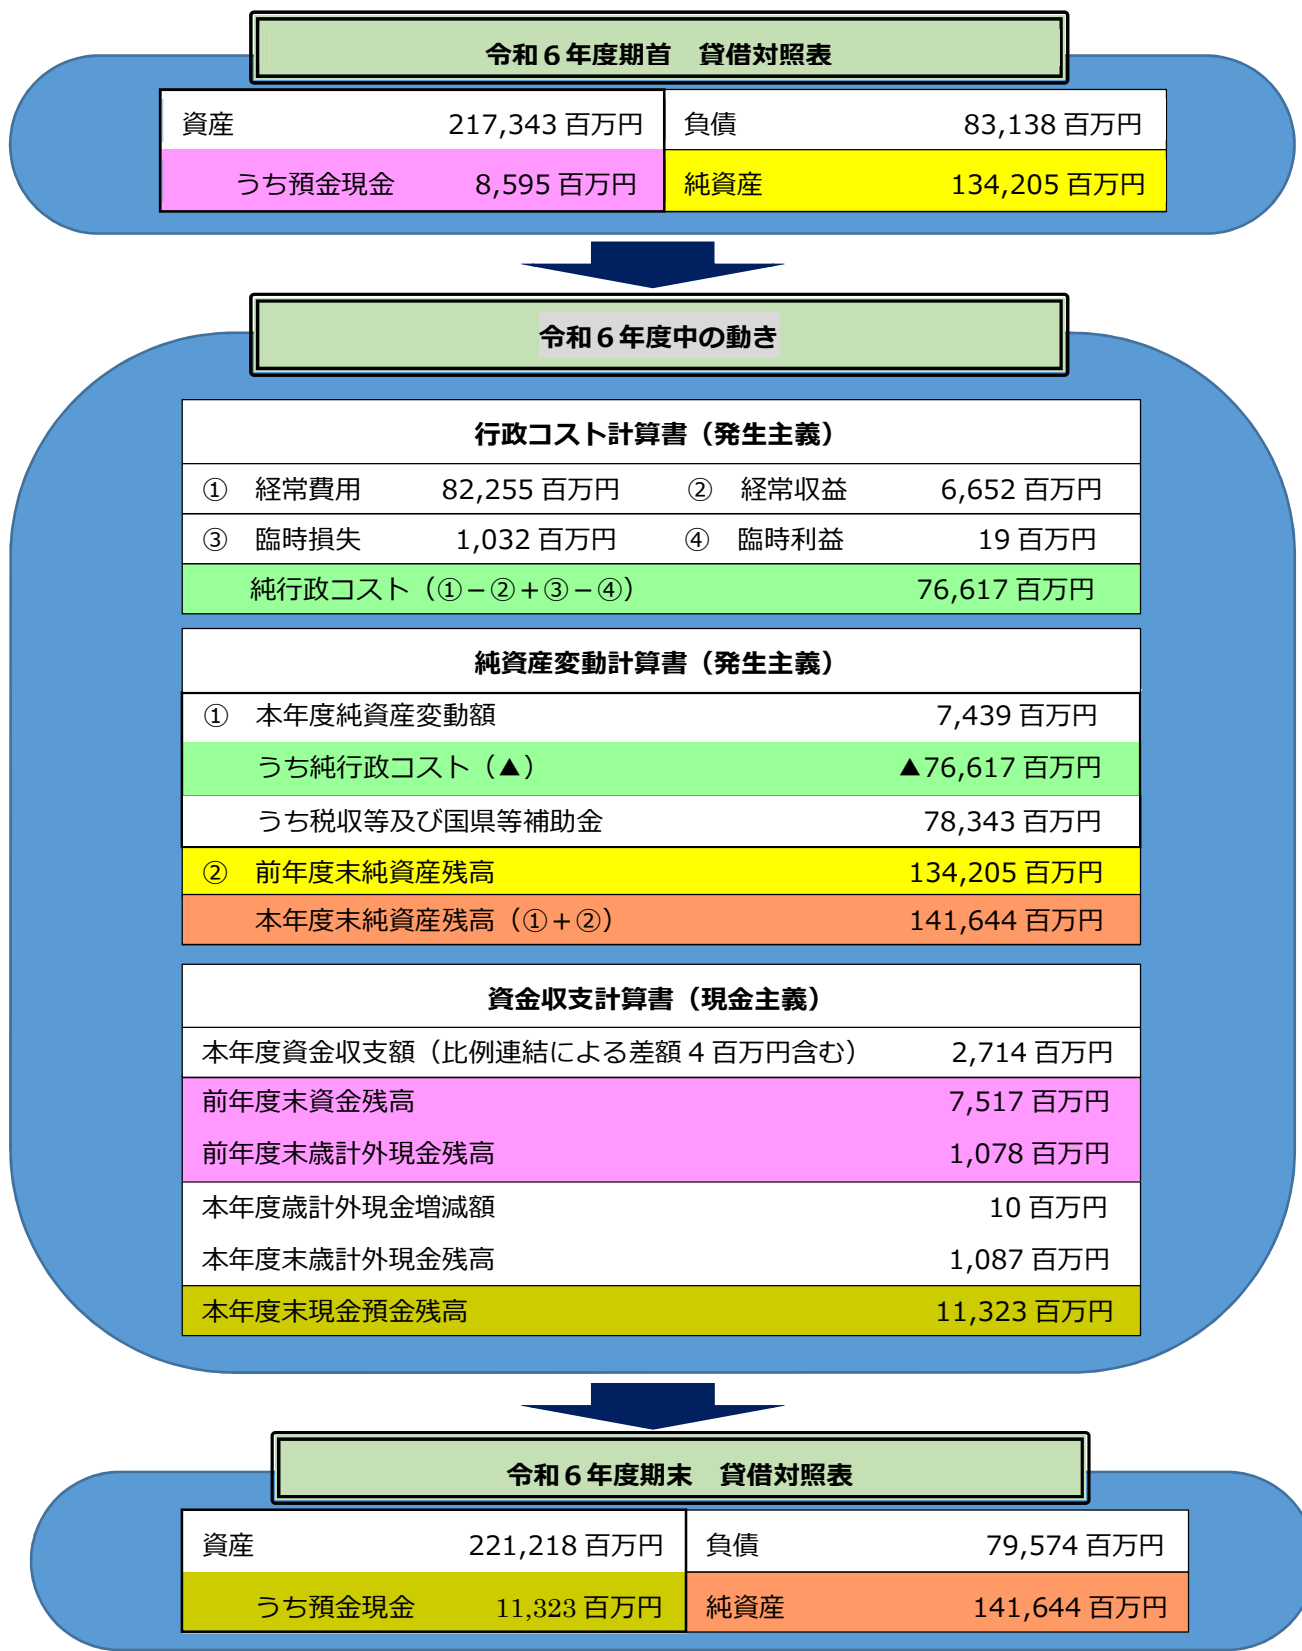 令和６年度期首　貸借対照表
資産 217,343 百万円 負債 83,138 百万円
うち預金現金 8,595 百万円 純資産 134,205 百万円
令和６年度中の動き
行政コスト計算書（発生主義）
① 経常費用 82,255 百万円 ② 経常収益 6,652 百万円
③ 臨時損失 1,032 百万円 ④ 臨時利益 19 百万円
純行政コスト（①－②＋③－④） 76,617 百万円
純資産変動計算書（発生主義）
① 本年度純資産変動額 7,439 百万円
うち純行政コスト（▲） ▲76,617 百万円
うち税収等及び国県等補助金 78,343 百万円
② 前年度末純資産残高 134,205 百万円
本年度末純資産残高（①＋②） 141,644 百万円
資金収支計算書（現金主義）
本年度資金収支額（比例連結による差額４百万円含む） 2,714 百万円
前年度末資金残高 7,517 百万円
前年度末歳計外現金残高 1,078 百万円
本年度歳計外現金増減額 10 百万円
本年度末歳計外現金残高 1,087 百万円
本年度末現金預金残高 11,323 百万円
令和６年度期末　貸借対照表
資産 221,218 百万円 負債 79,574 百万円
うち預金現金 11,323 百万円 純資産 141,644 百万円